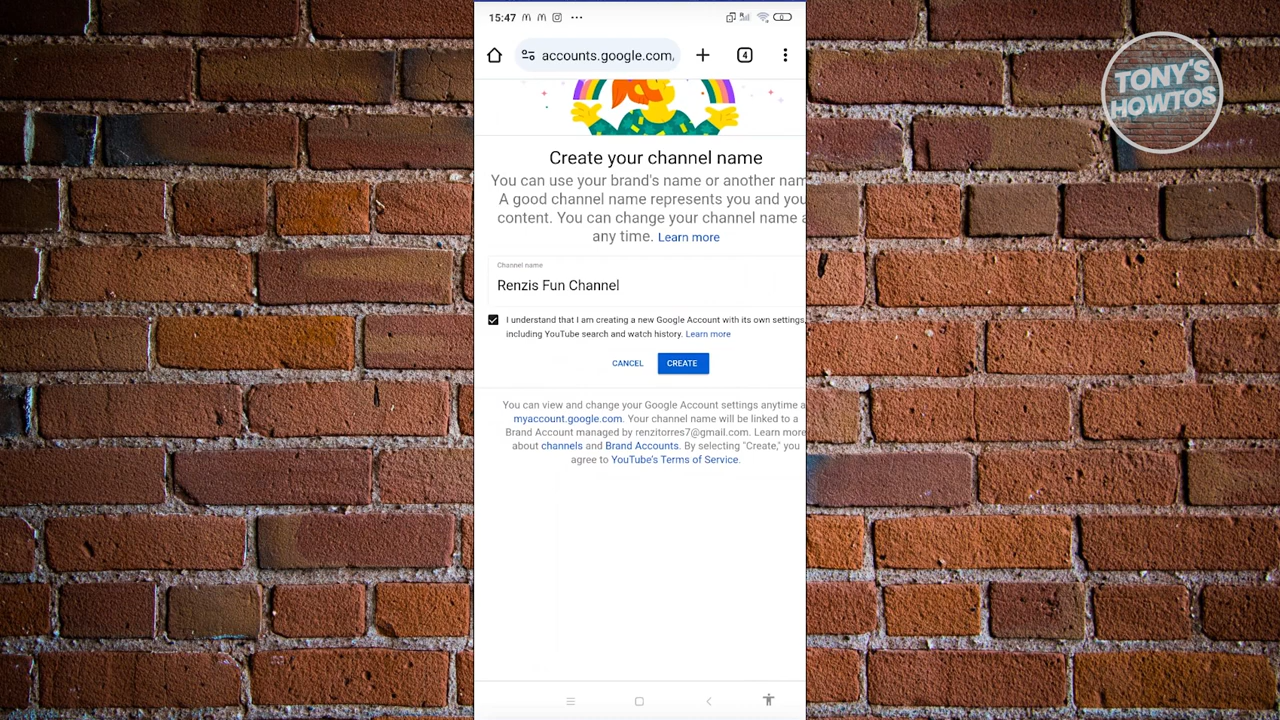 15:47
accounts.google.com,
4
TONY'S
HOWTOS
Create your channel name
You can use your brand's name or another nam
A good channel name represents you and you
content. You can change your channel name a
any time. Learn more
Channel name
Renzis Fun Channel
I understand that I am creating a new Google Account with its own settings,
including YouTube search and watch history. Learn more
CANCEL
CREATE
You can view and change your Google Account settings anytime a
myaccount.google.com. Your channel name will be linked to a
Brand Account managed by renzitorres7@gmail.com. Learn more
about channels and Brand Accounts. By selecting "Create," you
agree to YouTube's Terms of Service.